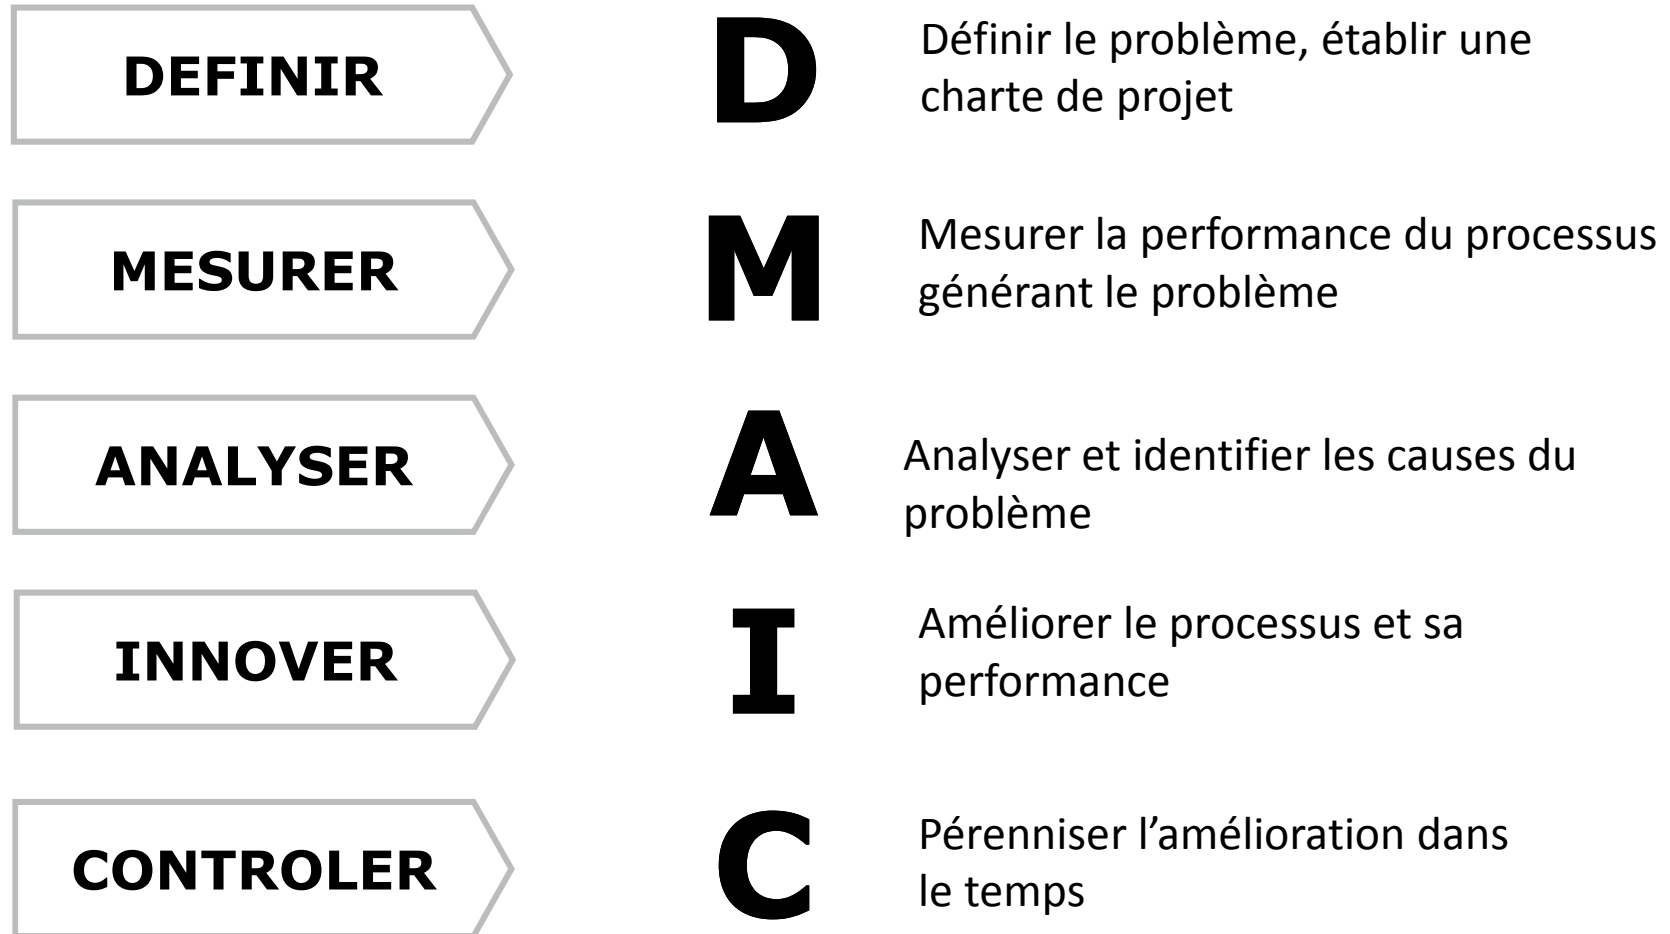 DEFINIR
D
Définir le problème, établir une
charte de projet
MESURER
M
Mesurer la performance du processus
générant le problème
ANALYSER
A
Analyser et identifier les causes du
problème
INNOVER
I
Améliorer le processus et sa
performance
CONTROLER
C
Pérenniser l’amélioration dans
le temps